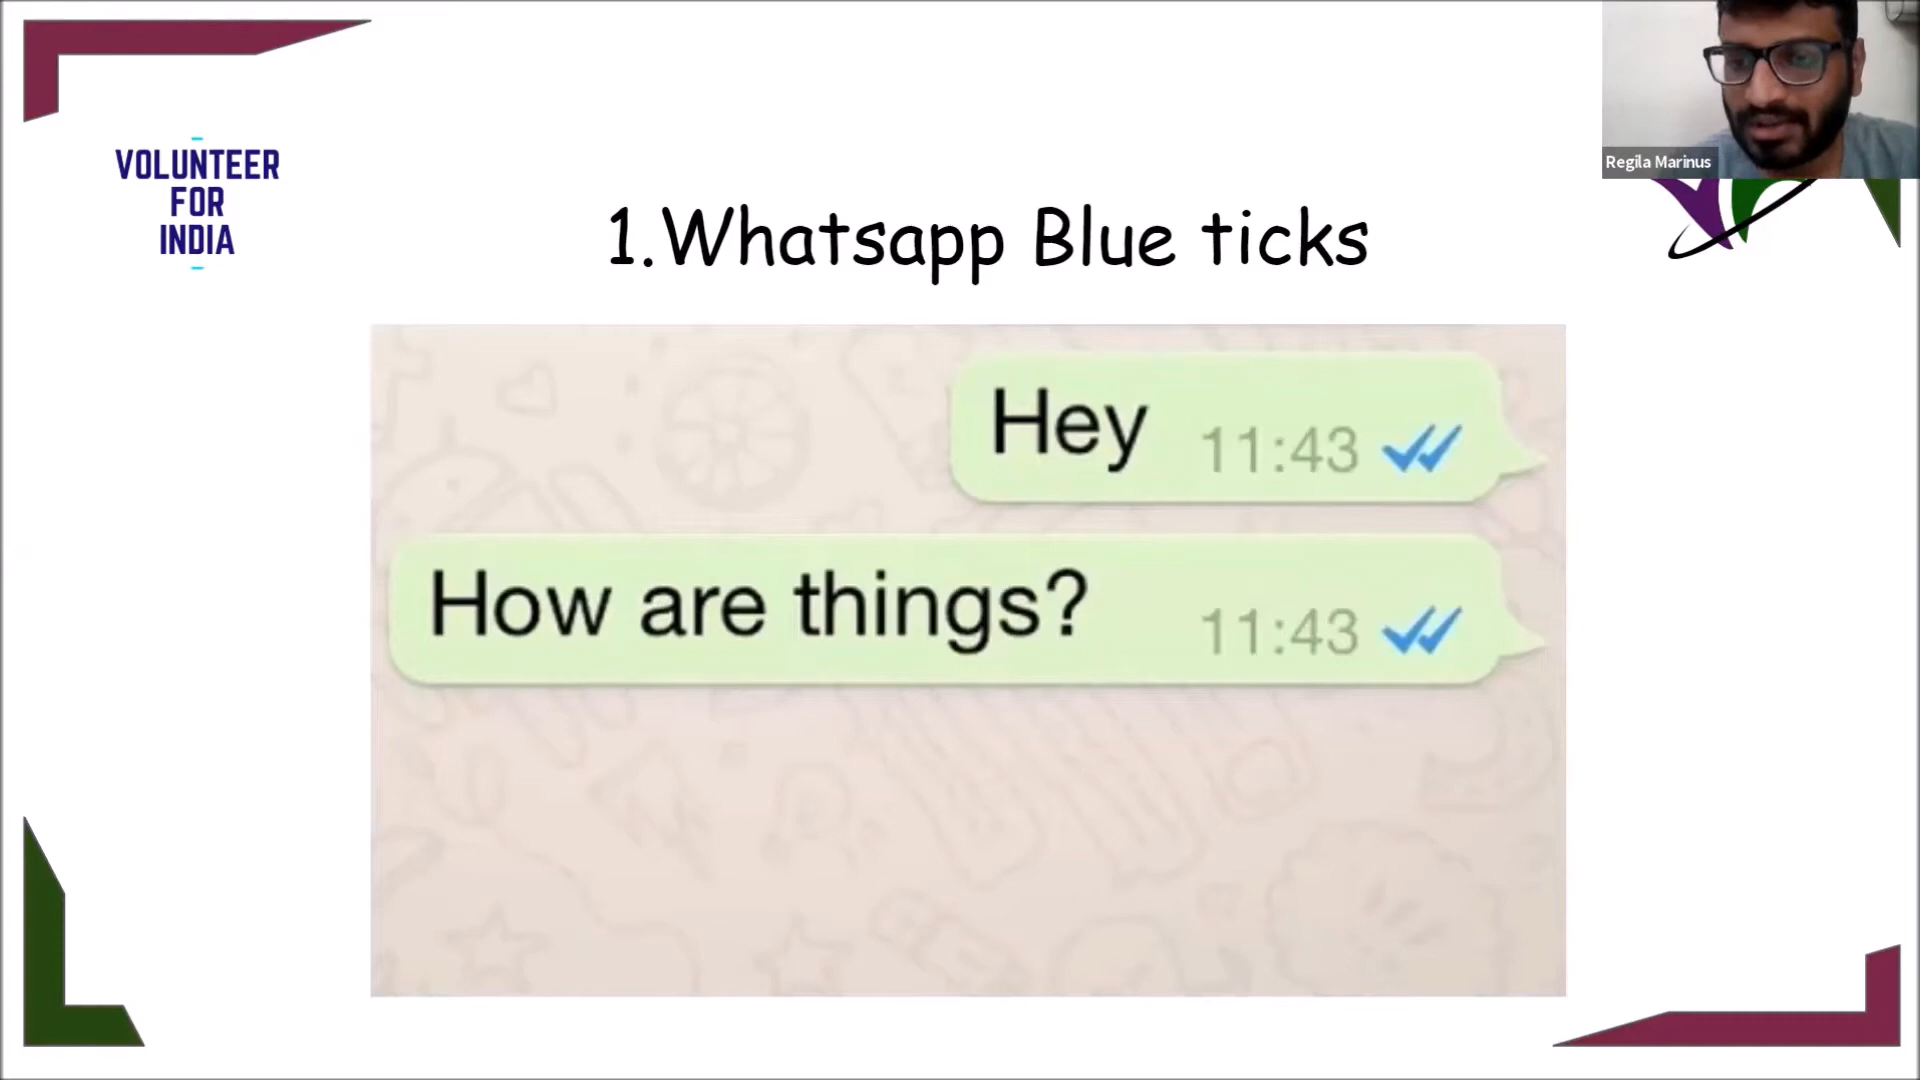 VOLUNTEER
FOR
INDIA
Regila Marinus
1.Whatsapp Blue ticks
Hey 11:43
How are things? 11:43